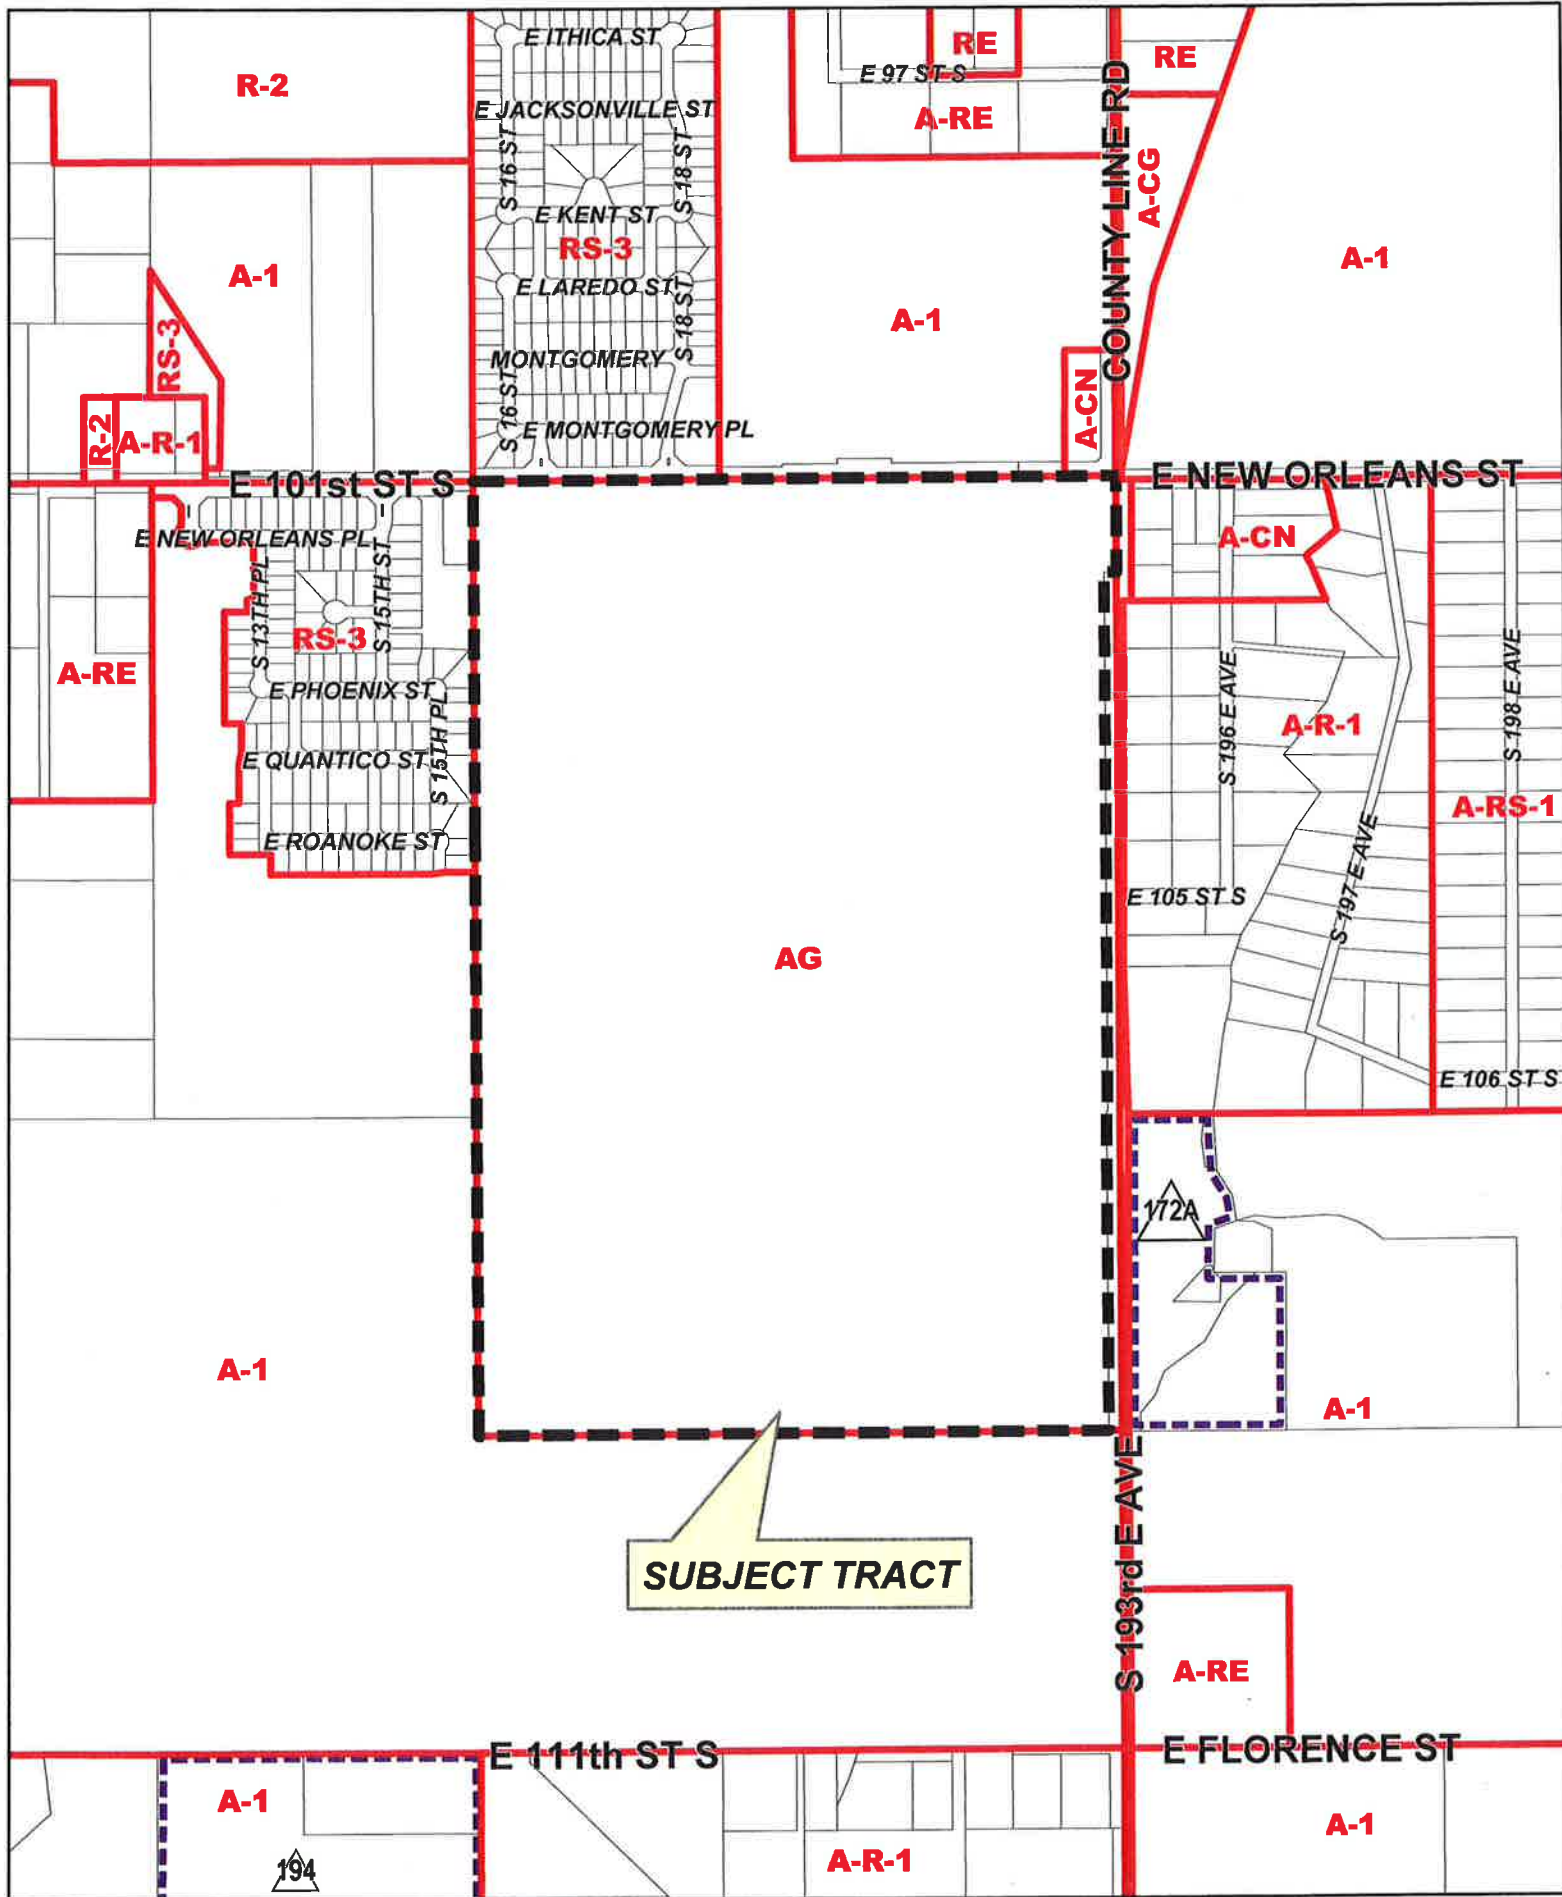 E ITHICA ST
RE
RE
E 97 ST S
R-2
E JACKSONVILLE ST
A-RE
COUNTY LINE RD
S 16 ST
S 18 ST
A-CG
E KENT ST
RS-3
A-1
A-1
E LAREDO ST
S 18 ST
A-1
RS-3
MONTGOMERY
S 16 ST
A-CN
R-2
A-R-1
E MONTGOMERY PL
E 101st ST S
E NEW ORLEANS ST
E NEW ORLEANS PL
A-CN
S 13TH PL
S 15TH ST
RS-3
A-RE
E PHOENIX ST
S 196 E AVE
S 198 E AVE
A-R-1
E QUANTICO ST
S 15TH PL
A-RS-1
E ROANOKE ST
S 197 E AVE
E 105 ST S
AG
E 106 ST S
172A
A-1
A-1
S 193rd E AVE
SUBJECT TRACT
A-RE
E 111th ST S
E FLORENCE ST
A-1
A-1
A-R-1
194